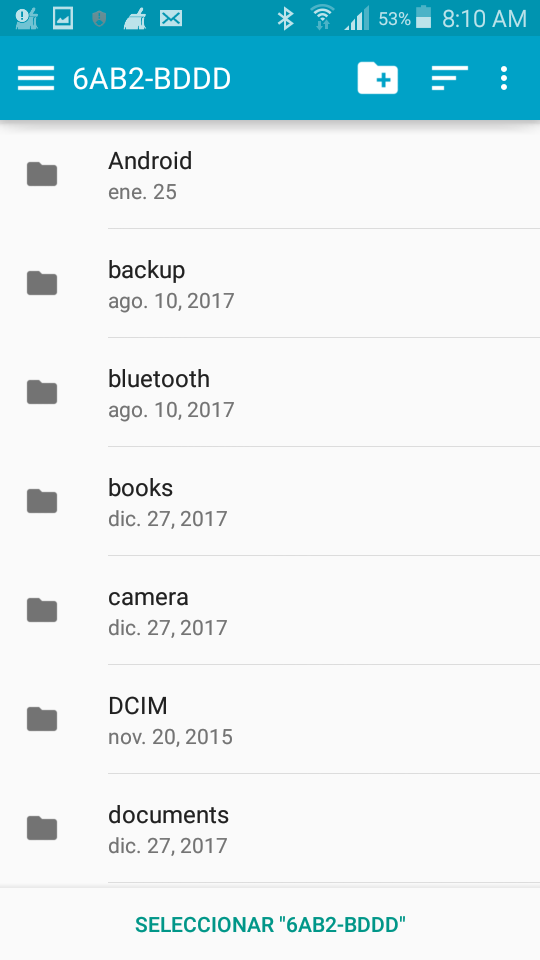 53% 8:10 AM
6AB2-BDDD
Android
ene. 25
backup
ago. 10, 2017
bluetooth
ago. 10, 2017
books
dic. 27, 2017
camera
dic. 27, 2017
DCIM
nov. 20, 2015
documents
dic. 27, 2017
SELECCIONAR "6AB2-BDDD"